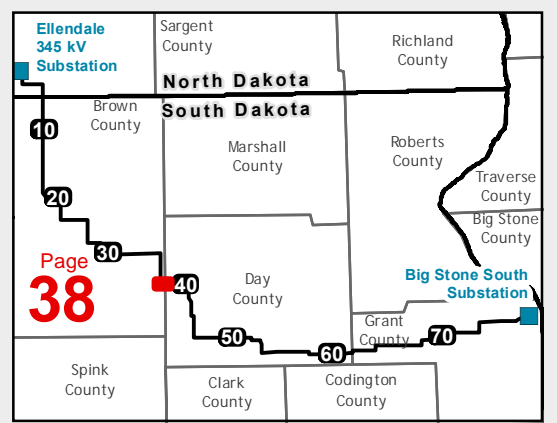 Ellendale
345 kV
Substation
Sargent
County
Richland
County
North Dakota
South Dakota
Brown
County
10
Marshall
County
Roberts
County
Traverse
County
20
Big Stone
County
30
Page
38
40
Day
County
Big Stone South
Substation
Grant
County
50
60
70
Spink
County
Clark
County
Codington
County